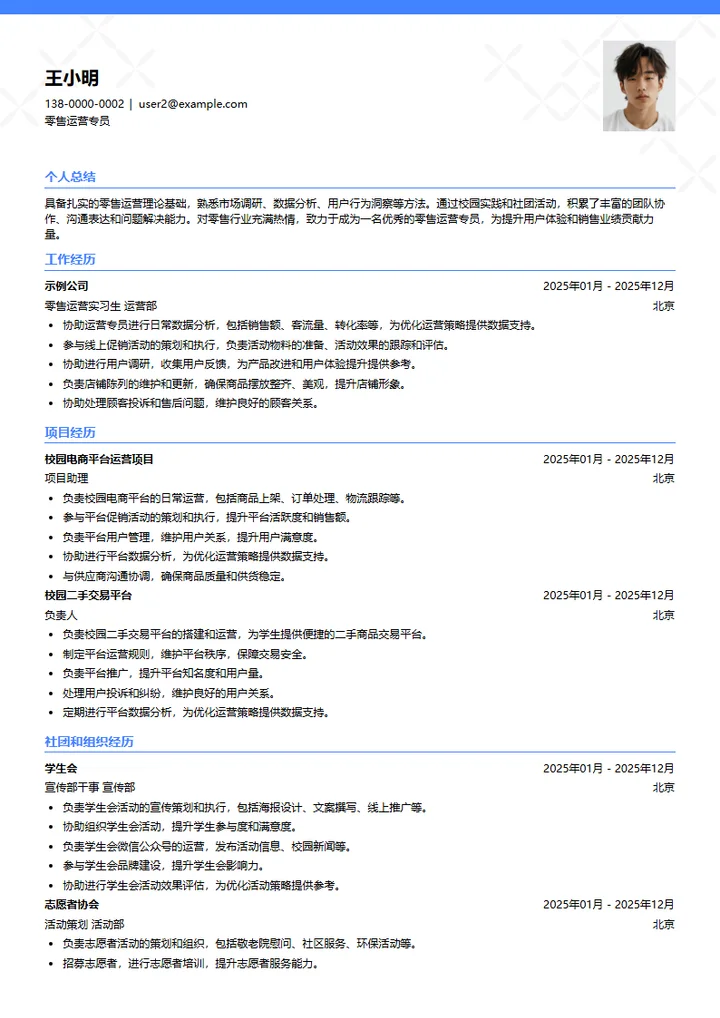 王小明
138-0000-0002 | user2@example.com
零售运营专员
个人总结
具备扎实的零售运营理论基础，熟悉市场调研、数据分析、用户行为洞察等方法。通过校园实践和社团活动，积累了丰富的团队协
作、沟通表达和问题解决能力。对零售行业充满热情，致力于成为一名优秀的零售运营专员，为提升用户体验和销售业绩贡献力
量。
工作经历
示例公司 2025年01月 - 2025年12月
零售运营实习生 运营部 北京
• 协助运营专员进行日常数据分析，包括销售额、客流量、转化率等，为优化运营策略提供数据支持。
• 参与线上促销活动的策划和执行，负责活动物料的准备、活动效果的跟踪和评估。
• 协助进行用户调研，收集用户反馈，为产品改进和用户体验提升提供参考。
• 负责店铺陈列的维护和更新，确保商品摆放整齐、美观，提升店铺形象。
• 协助处理顾客投诉和售后问题，维护良好的顾客关系。
项目经历
校园电商平台运营项目 2025年01月 - 2025年12月
项目助理 北京
• 负责校园电商平台的日常运营，包括商品上架、订单处理、物流跟踪等。
• 参与平台促销活动的策划和执行，提升平台活跃度和销售额。
• 负责平台用户管理，维护用户关系，提升用户满意度。
• 协助进行平台数据分析，为优化运营策略提供数据支持。
• 与供应商沟通协调，确保商品质量和供货稳定。
校园二手交易平台 2025年01月 - 2025年12月
负责人 北京
• 负责校园二手交易平台的搭建和运营，为学生提供便捷的二手商品交易平台。
• 制定平台运营规则，维护平台秩序，保障交易安全。
• 负责平台推广，提升平台知名度和用户量。
• 处理用户投诉和纠纷，维护良好的用户关系。
• 定期进行平台数据分析，为优化运营策略提供数据支持。
社团和组织经历
学生会 2025年01月 - 2025年12月
宣传部干事 宣传部 北京
• 负责学生会活动的宣传策划和执行，包括海报设计、文案撰写、线上推广等。
• 协助组织学生会活动，提升学生参与度和满意度。
• 负责学生会微信公众号的运营，发布活动信息、校园新闻等。
• 参与学生会品牌建设，提升学生会影响力。
• 协助进行学生会活动效果评估，为优化活动策略提供参考。
志愿者协会 2025年01月 - 2025年12月
活动策划 活动部 北京
• 负责志愿者活动的策划和组织，包括敬老院慰问、社区服务、环保活动等。
• 招募志愿者，进行志愿者培训，提升志愿者服务能力。